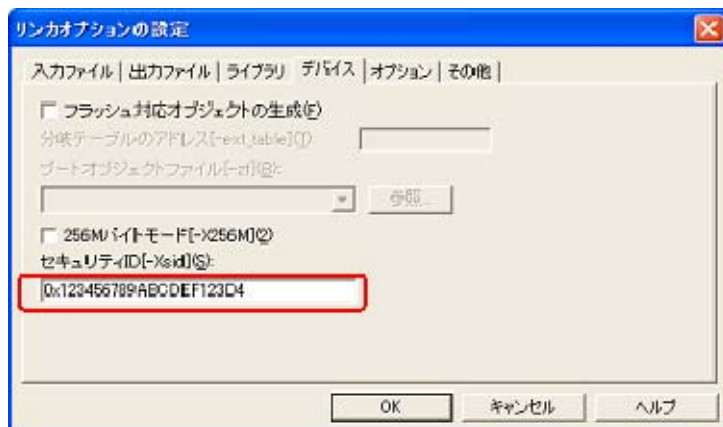 リンカオプションの設定
入力ファイル 出力ファイル ライブラリ デバイス オプション その他
フラッシュ対応オブジェクトの生成(F)
分岐テーブルのアドレス[-ext_table](T):
ブートオブジェクトファイル[-zf](B):
参照...
256Mバイトモード[-X256M](2)
セキュリティID[-Xsid](S):
0x123456789ABCDEF123D4
OK キャンセル ヘルプ